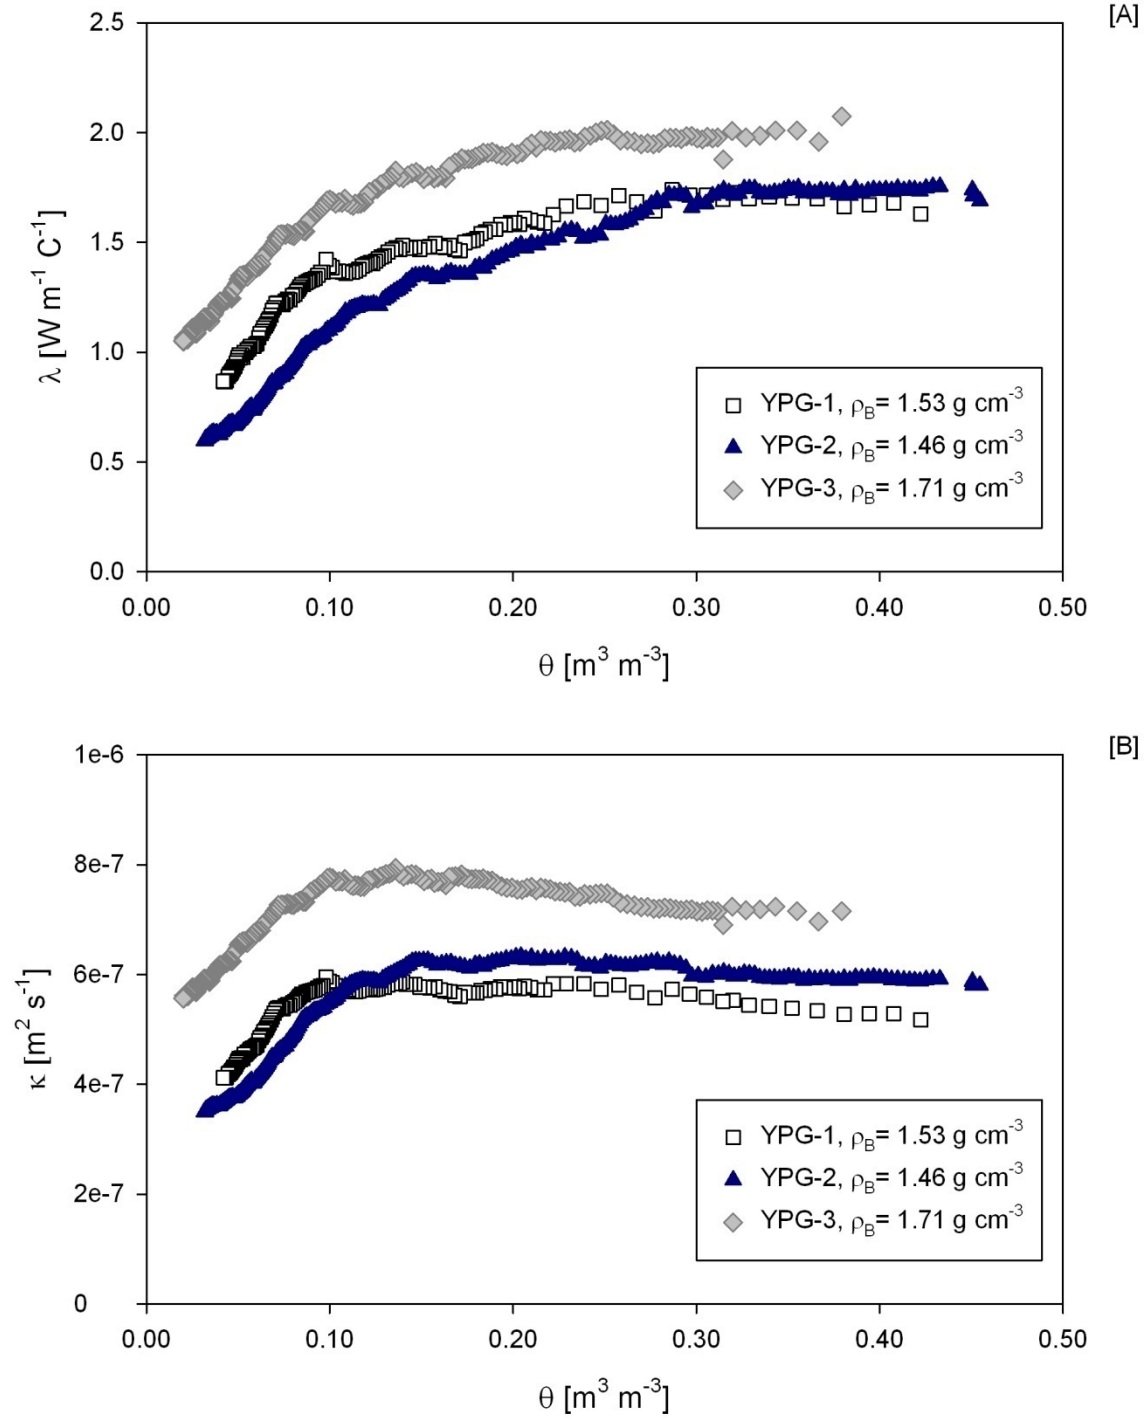 [A]
2.5
2.0
1.5
1.0
0.5
0.0
λ [W m⁻¹ C⁻¹]
YPG-1, ρB= 1.53 g cm⁻³
YPG-2, ρB= 1.46 g cm⁻³
YPG-3, ρB= 1.71 g cm⁻³
0.00 0.10 0.20 0.30 0.40 0.50
θ [m³ m⁻³]
[B]
1e-6
8e-7
6e-7
4e-7
2e-7
0
κ [m² s⁻¹]
YPG-1, ρB= 1.53 g cm⁻³
YPG-2, ρB= 1.46 g cm⁻³
YPG-3, ρB= 1.71 g cm⁻³
0.00 0.10 0.20 0.30 0.40 0.50
θ [m³ m⁻³]